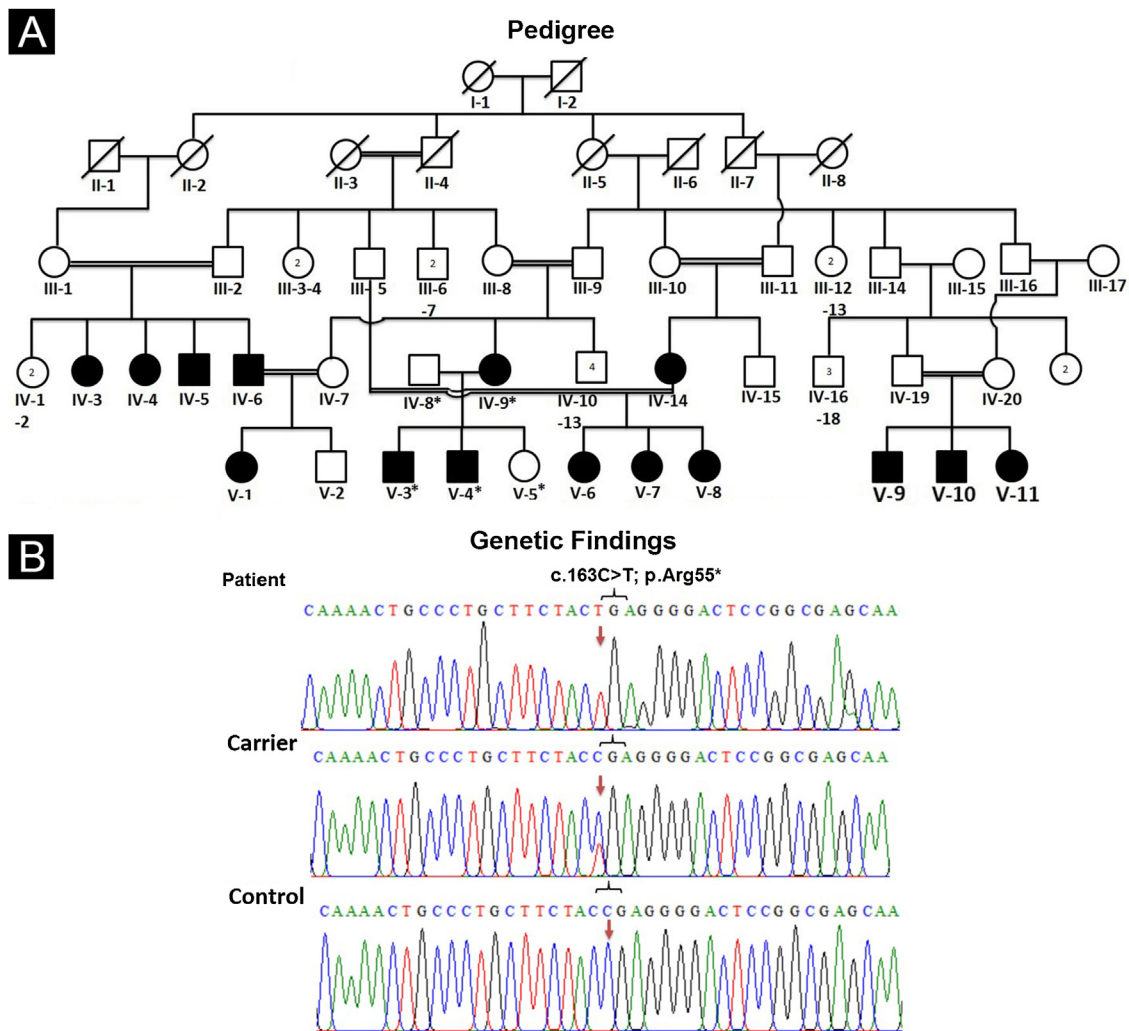 A
Pedigree
I-1 I-2
II-1 II-2 II-3 II-4 II-5 II-6 II-7 II-8
2 2 2
III-1 III-2 III-3-4 III- 5 III-6 III-8 III-9 III-10 III-11 III-12 III-14 III-15 III-16 III-17
-7 -13
2 4 3 2
IV-1 IV-3 IV-4 IV-5 IV-6 IV-7 IV-8* IV-9* IV-10 IV-14 IV-15 IV-16 IV-19 IV-20
-2 -13 -18
V-1 V-2 V-3* V-4* V-5* V-6 V-7 V-8 V-9 V-10 V-11
B
Genetic Findings
Patient
c.163C>T; p.Arg55*
CAAAACTGCCCTGCTTCTACTGAGGGGACTCCGGCGAGCAA
Carrier
CAAAACTGCCCTGCTTCTACCGAGGGGACTCCGGCGAGCAA
Control
CAAAACTGCCCTGCTTCTACCGAGGGGACTCCGGCGAGCAA